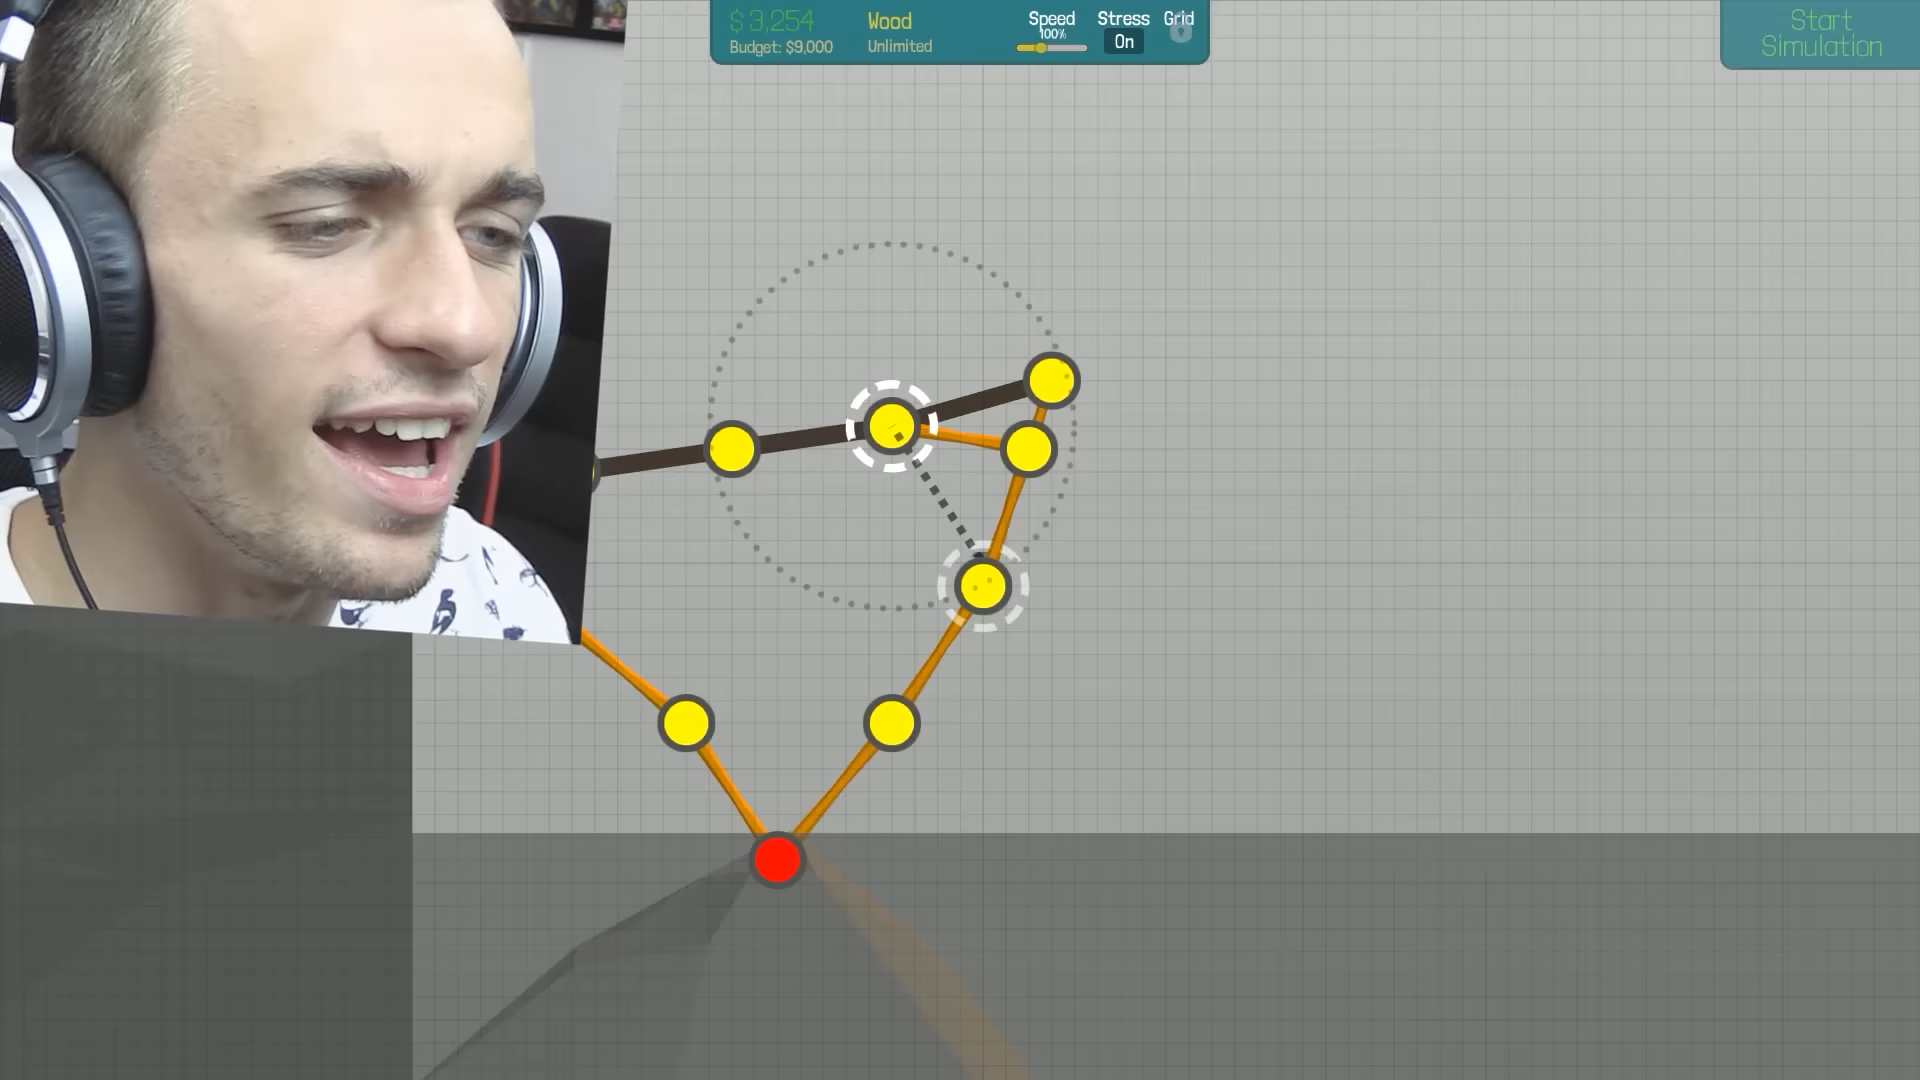 $ 3,254
Budget: $9,000
Wood
Unlimited
Speed
100%
Stress
On
Grid
Start
Simulation